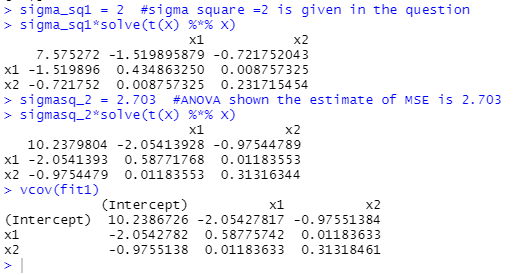 > sigma_sq1 = 2  #sigma square =2 is given in the question
> sigma_sq1*solve(t(X) %*% X)
                        x1           x2
    7.575272 -1.519895879 -0.721752043
x1 -1.519896  0.434863250  0.008757325
x2 -0.721752  0.008757325  0.231715454
> sigmasq_2 = 2.703  #ANOVA shown the estimate of MSE is 2.703
> sigmasq_2*solve(t(X) %*% X)
                       x1          x2
   10.2379804 -2.05413928 -0.97544789
x1 -2.0541393  0.58771768  0.01183553
x2 -0.9754479  0.01183553  0.31316344
> vcov(fit1)
            (Intercept)          x1          x2
(Intercept)  10.2386726 -2.05427817 -0.97551384
x1           -2.0542782  0.58775742  0.01183633
x2           -0.9755138  0.01183633  0.31318461
>